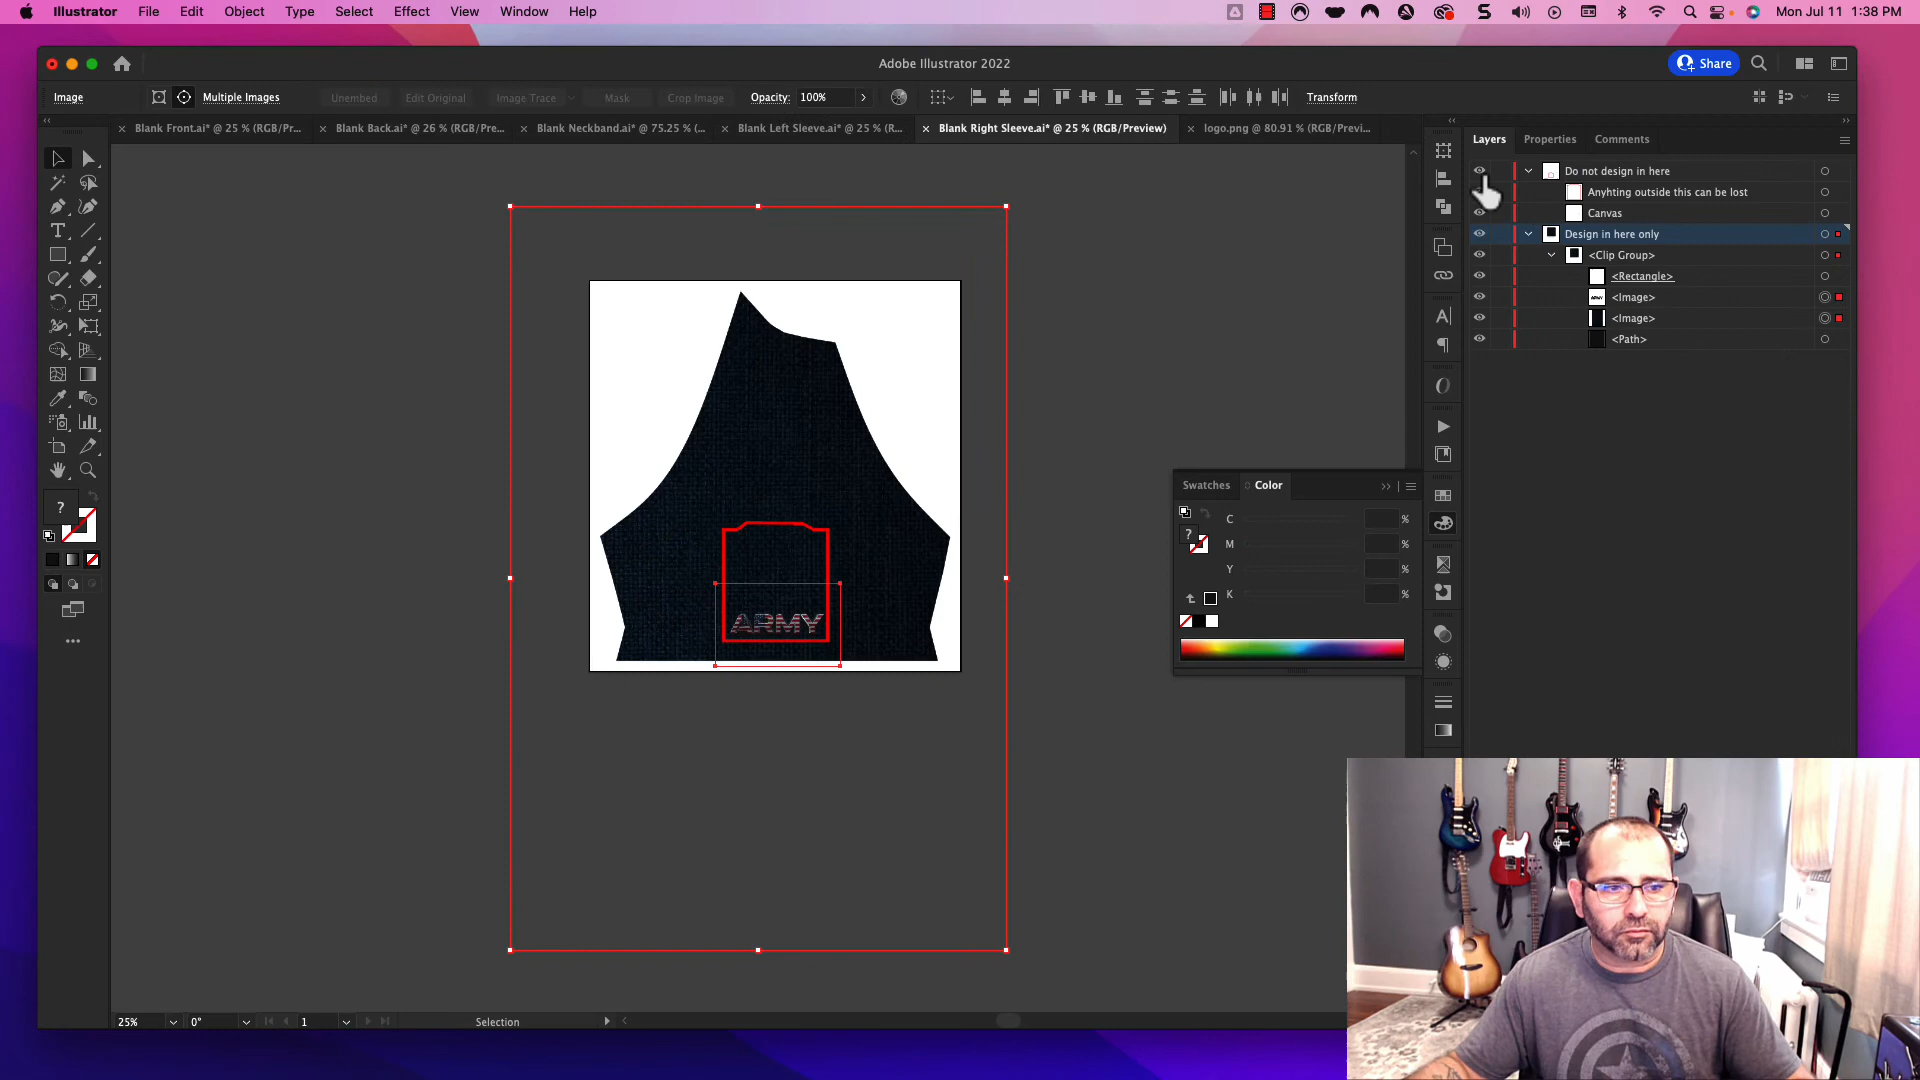 Illustrator File Edit Object Type Select Effect View Window Help Mon Jul 11 1:38 PM
Adobe Illustrator 2022 Share
Image Multiple Images Unembed Edit Original Image Trace Mask Crop Image Opacity: 100% Transform
Blank Front.ai* @ 25 % (RGB/Pr... Blank Back.ai* @ 26 % (RGB/Pre... Blank Neckband.ai* @ 75.25 % (... Blank Left Sleeve.ai* @ 25 % (R... Blank Right Sleeve.ai* @ 25 % (RGB/Preview) logo.png @ 80.91 % (RGB/Previ...
Layers Properties Comments
Do not design in here
Anyhting outside this can be lost
Canvas
Design in here only
<Clip Group>
<Rectangle>
<Image>
<Image>
<Path>
Swatches Color
C %
M %
Y %
K %
ARMY
25% 0° 1 Selection